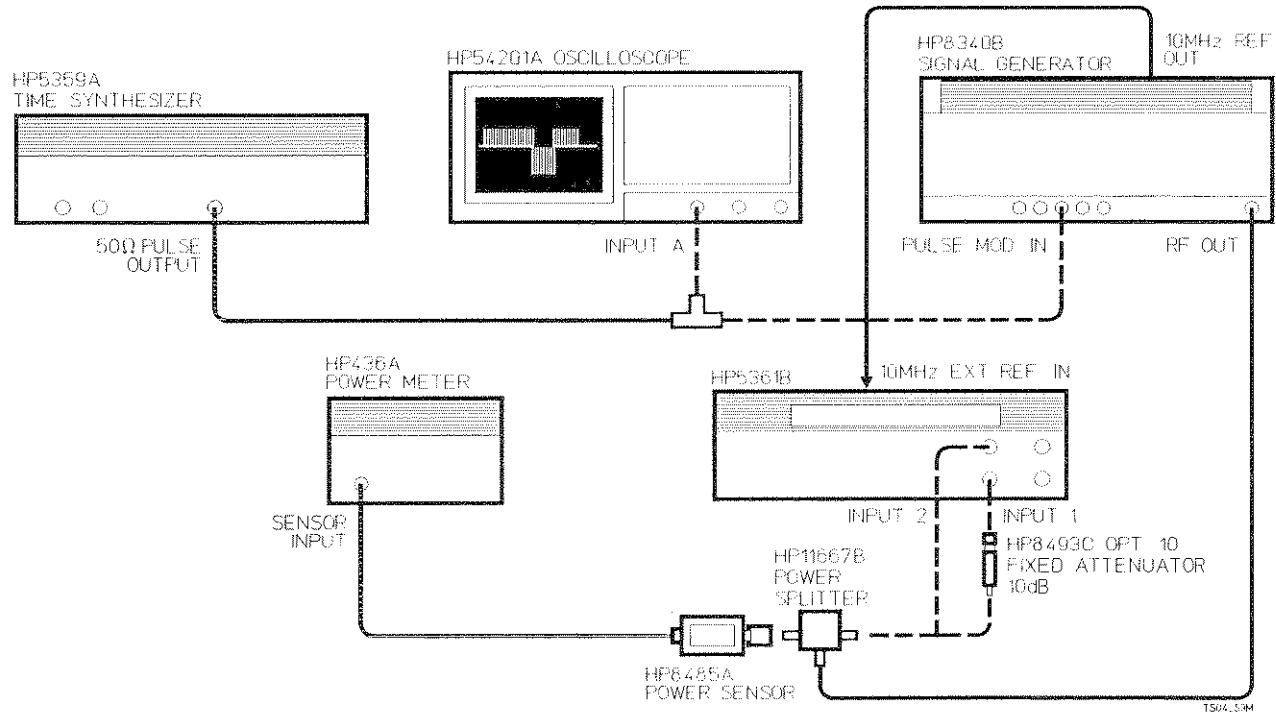 HP5359A
TIME SYNTHESIZER
HP54201A OSCILLOSCOPE
HP8340B
SIGNAL GENERATOR
10MHz REF
OUT
50Ω PULSE
OUTPUT
INPUT A
PULSE MOD IN
RF OUT
HP436A
POWER METER
HP5361B
10MHz EXT REF IN
SENSOR
INPUT
INPUT 2
INPUT 1
HP8493C OPT 10
FIXED ATTENUATOR
10dB
HP11667B
POWER
SPLITTER
HP8485A
POWER SENSOR